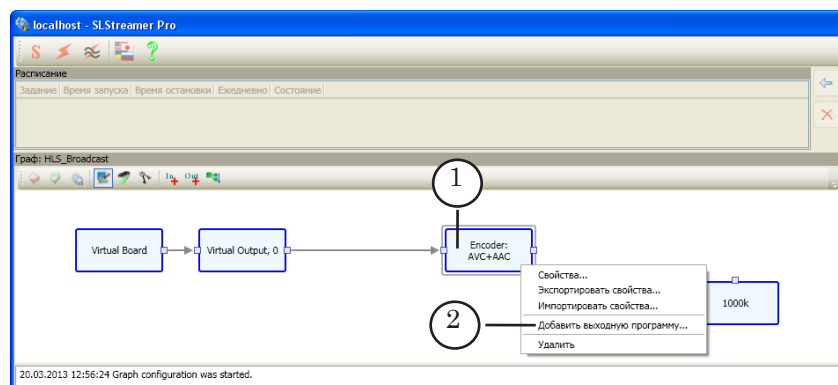 localhost - SLStreamer Pro
S
Расписание
Задание Время запуска Время остановки Ежедневно Состояние
Граф: HLS_Broadcast
In Out
1
Virtual Board
Virtual Output, 0
Encoder:
AVC+AAC
Свойства...
Экспортировать свойства...
Импортировать свойства...
1000k
2
Добавить выходную программу...
Удалить
20.03.2013 12:56:24 Graph configuration was started.